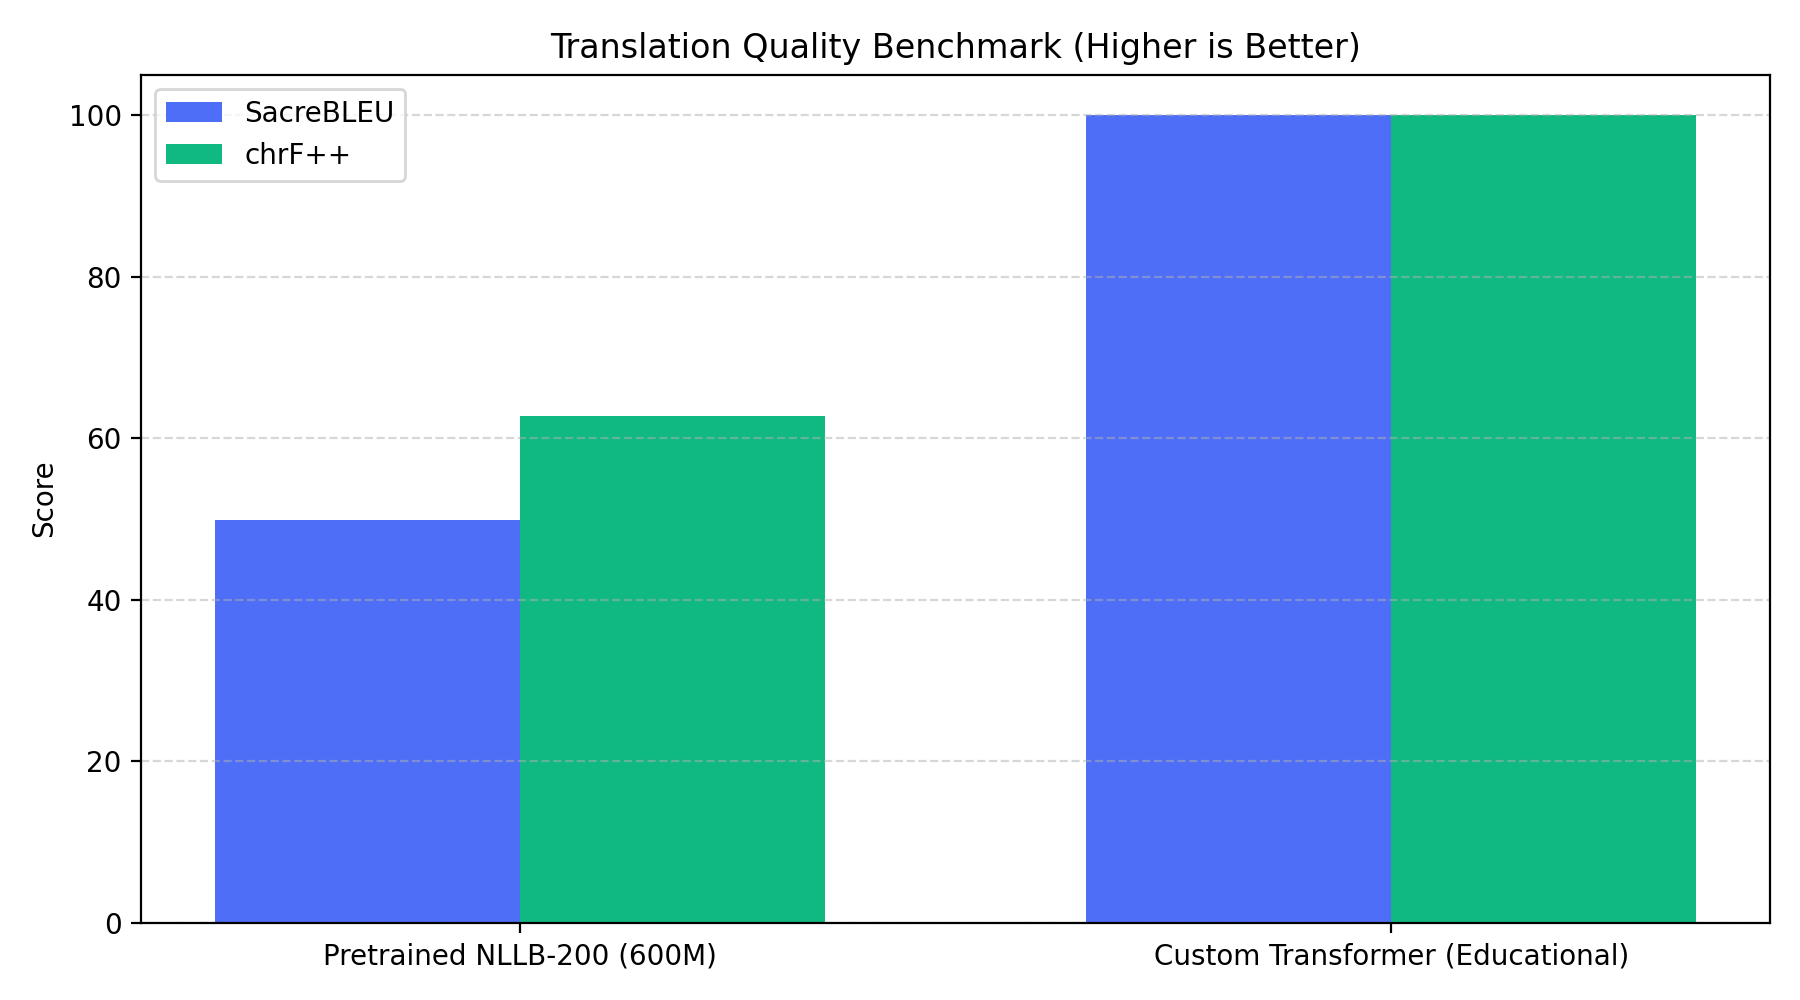 Translation Quality Benchmark (Higher is Better)
SacreBLEU
chrF++
100
80
60
40
20
0
Score
Pretrained NLLB-200 (600M)
Custom Transformer (Educational)